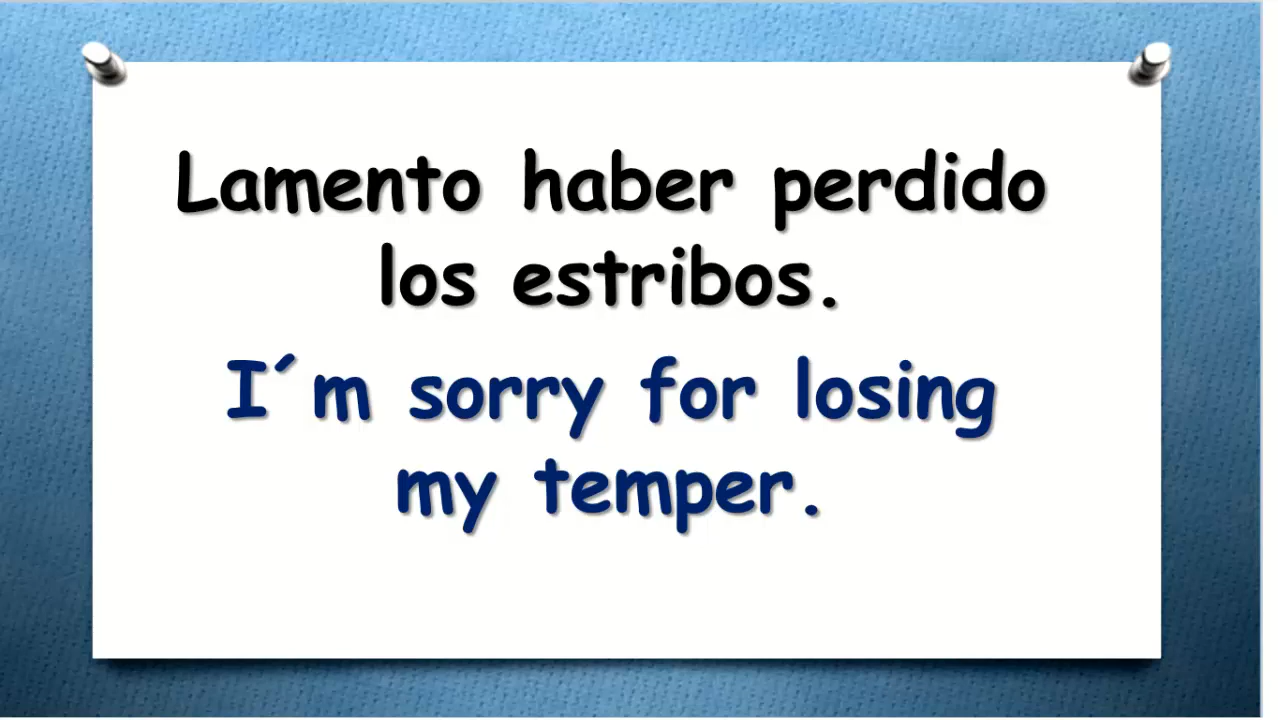 Lamento haber perdido
los estribos.
I´m sorry for losing
my temper.